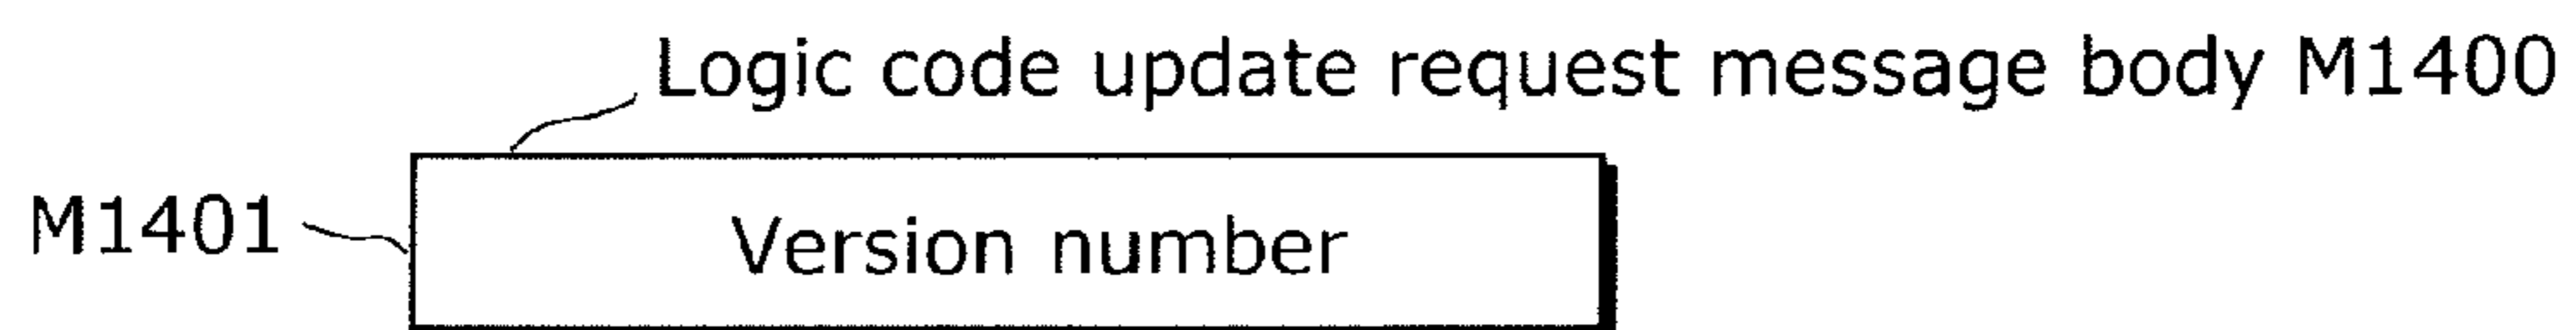 Logic code update request message body M1400
M1401
Version number